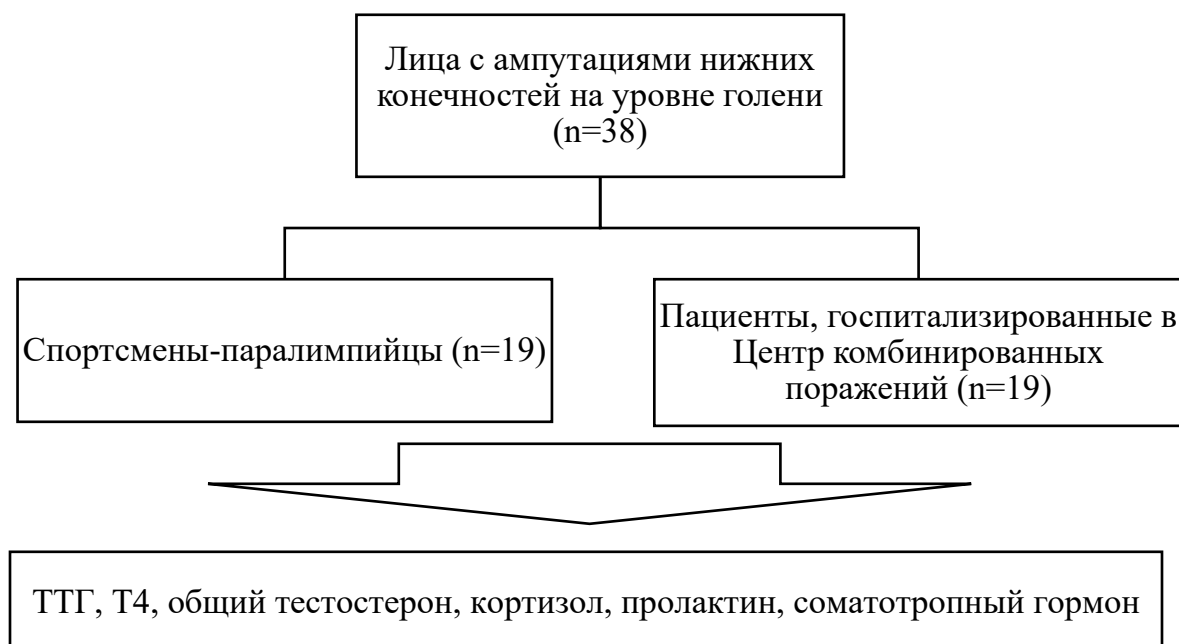 Лица с ампутациями нижних
конечностей на уровне голени
(n=38)
Спортсмены-паралимпийцы (n=19)
Пациенты, госпитализированные в
Центр комбинированных
поражений (n=19)
ТТГ, Т4, общий тестостерон, кортизол, пролактин, соматотропный гормон